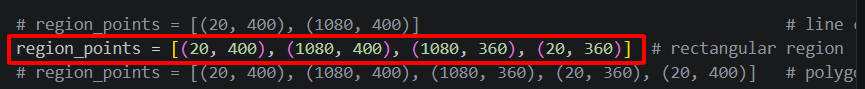 # region_points = [(20, 400), (1080, 400)] # line
region_points = [(20, 400), (1080, 400), (1080, 360), (20, 360)] # rectangular region
# region_points = [(20, 400), (1080, 400), (1080, 360), (20, 360), (20, 400)]